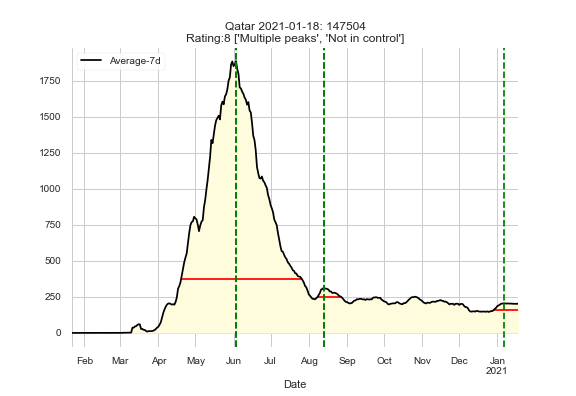 Qatar 2021-01-18: 147504
Rating:8 ['Multiple peaks', 'Not in control']
Average-7d
1750
1500
1250
1000
750
500
250
0
Feb Mar Apr May Jun Jul Aug Sep Oct Nov Dec Jan
2021
Date